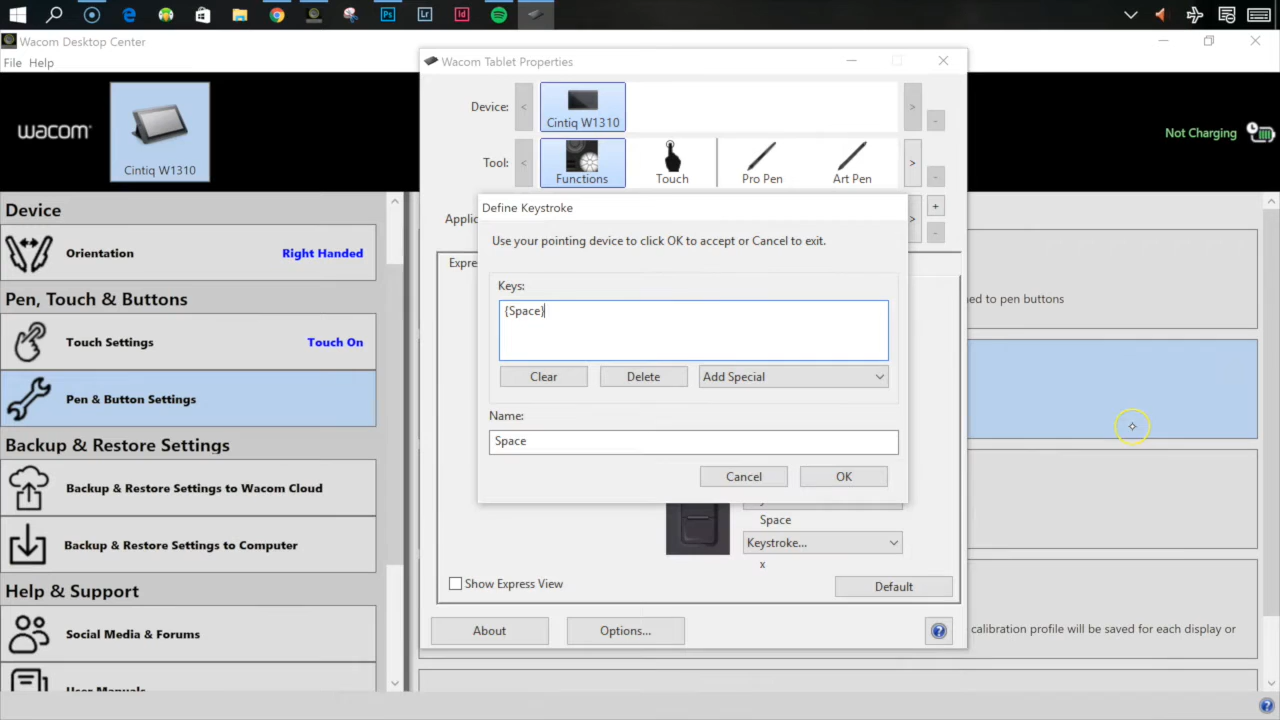 Ps
Lr
Id
Wacom Desktop Center
File Help
wacom
Cintiq W1310
Not Charging
Device
Orientation
Right Handed
Pen, Touch & Buttons
Touch Settings
Touch On
Pen & Button Settings
Backup & Restore Settings
Backup & Restore Settings to Wacom Cloud
Backup & Restore Settings to Computer
Help & Support
Social Media & Forums
Wacom Tablet Properties
Device:
<
Cintiq W1310
>
-
Tool:
<
Functions
Touch
Pro Pen
Art Pen
>
-
Applic
>
+
-
Expre
Define Keystroke
Use your pointing device to click OK to accept or Cancel to exit.
Keys:
{Space}
Clear
Delete
Add Special
Name:
Space
Cancel
OK
Space
Keystroke...
x
Show Express View
Default
About
Options...
?
ned to pen buttons
calibration profile will be saved for each display or
?